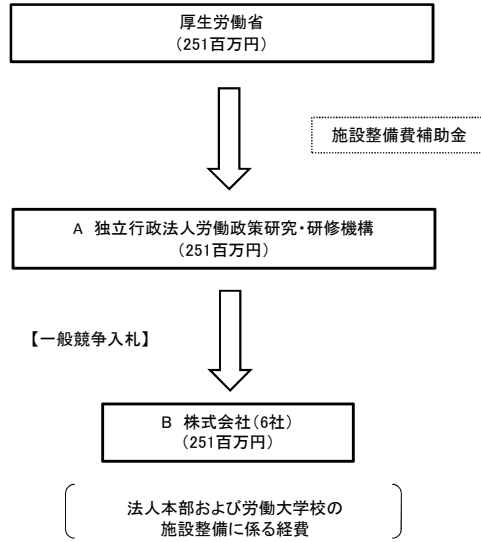 厚生労働省
(251百万円)
施設整備費補助金
A 独立行政法人労働政策研究・研修機構
(251百万円)
【一般競争入札】
B 株式会社(6社)
(251百万円)
法人本部および労働大学校の
施設整備に係る経費